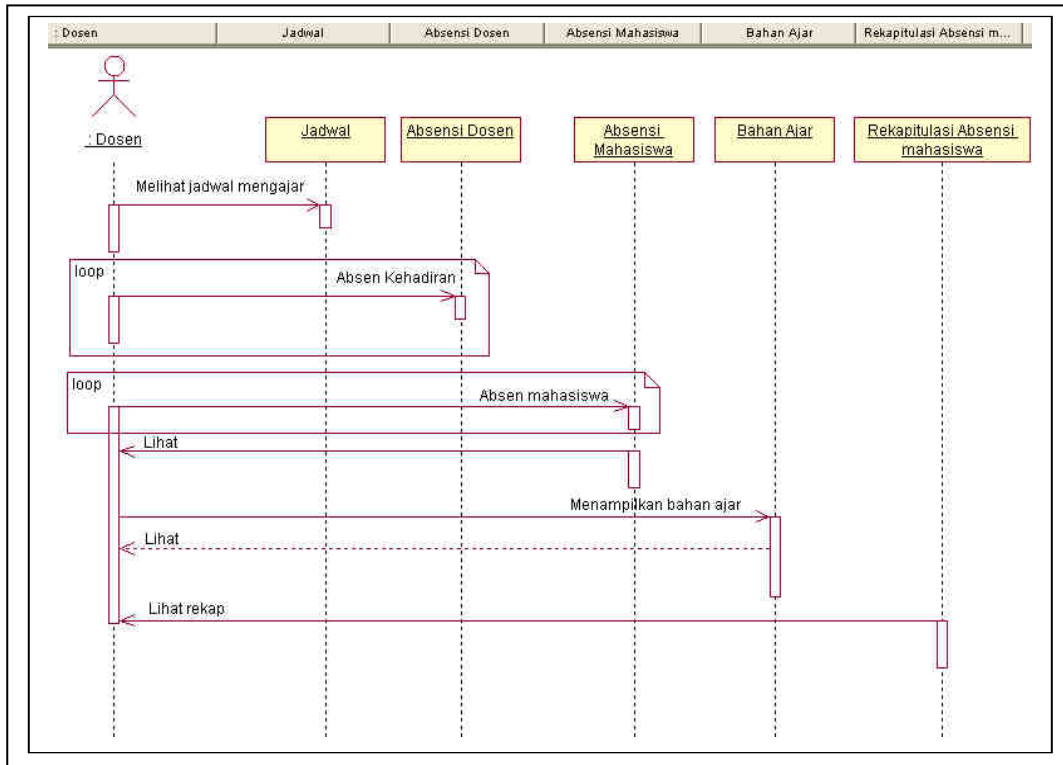 : Dosen Jadwal Absensi Dosen Absensi Mahasiswa Bahan Ajar Rekapitulasi Absensi m...
: Dosen
Jadwal
Absensi Dosen
Absensi
Mahasiswa
Bahan Ajar
Rekapitulasi Absensi
mahasiswa
Melihat jadwal mengajar
loop
Absen Kehadiran
loop
Absen mahasiswa
Lihat
Menampilkan bahan ajar
Lihat
Lihat rekap